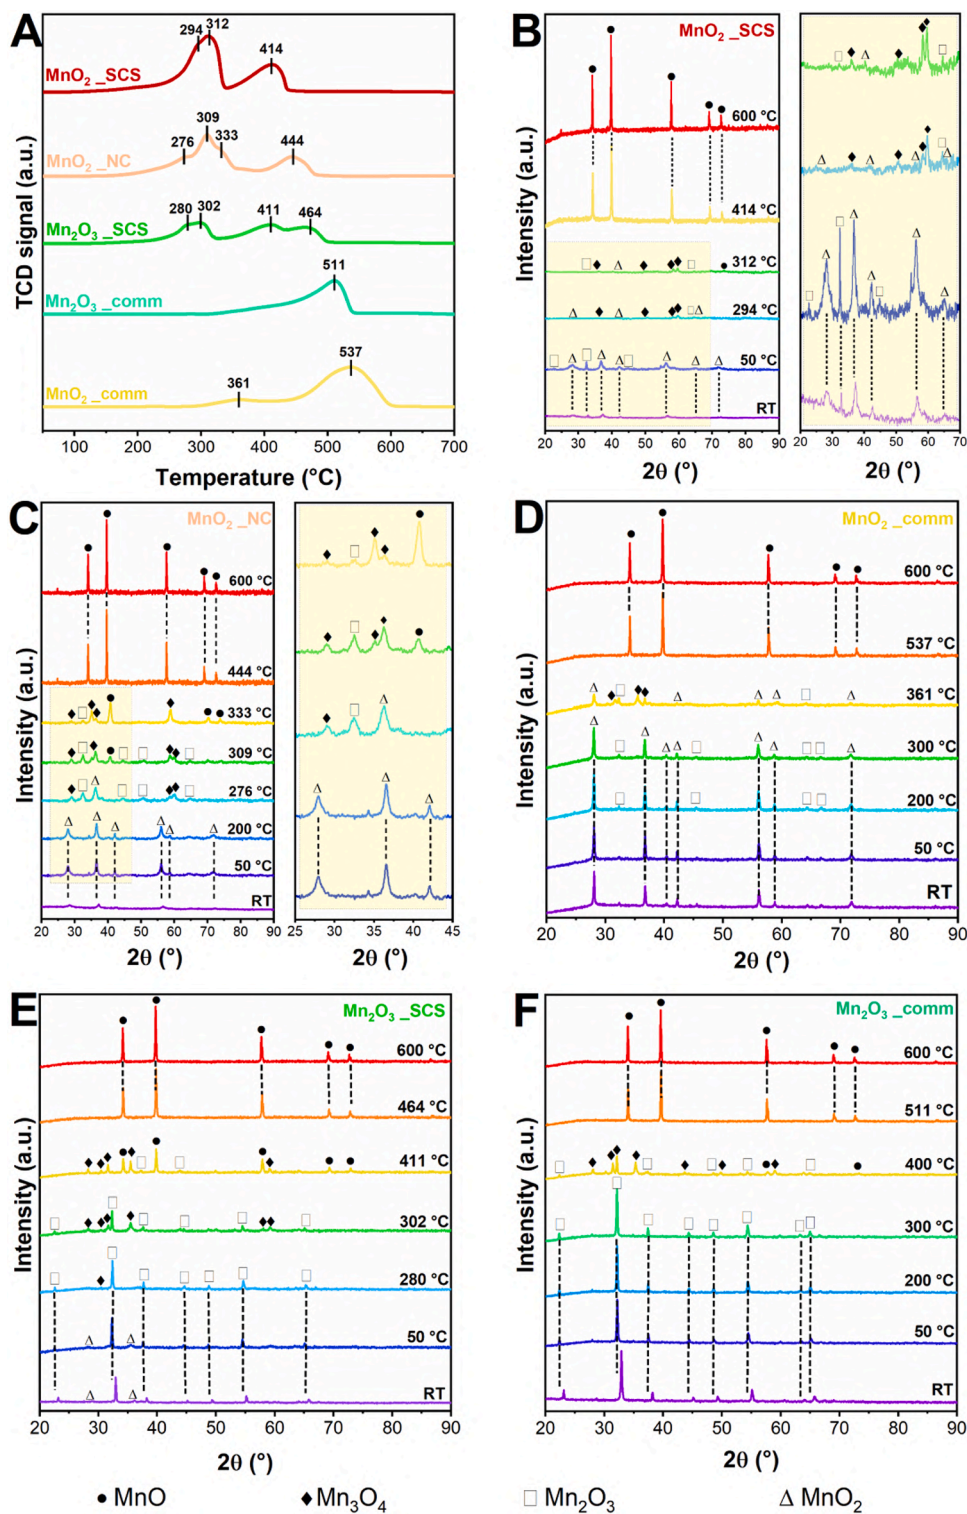 A
294 312
414
MnO2 _SCS
309
276 333
444
MnO2 _NC
280 302
411 464
Mn2O3 _SCS
511
Mn2O3 _comm
537
361
MnO2 _comm
TCD signal (a.u.)
100 200 300 400 500 600 700
Temperature (°C)
B
MnO2 _SCS
600 °C
414 °C
312 °C
294 °C
50 °C
RT
Intensity (a.u.)
20 30 40 50 60 70 80 90
2θ (°)
20 30 40 50 60 70
2θ (°)
C
MnO2 _NC
600 °C
444 °C
333 °C
309 °C
276 °C
200 °C
50 °C
RT
Intensity (a.u.)
20 30 40 50 60 70 80 90
2θ (°)
25 30 35 40 45
2θ (°)
D
MnO2 _comm
600 °C
537 °C
361 °C
300 °C
200 °C
50 °C
RT
Intensity (a.u.)
20 30 40 50 60 70 80 90
2θ (°)
E
Mn2O3 _SCS
600 °C
464 °C
411 °C
302 °C
280 °C
50 °C
RT
Intensity (a.u.)
20 30 40 50 60 70 80 90
2θ (°)
F
Mn2O3 _comm
600 °C
511 °C
400 °C
300 °C
200 °C
50 °C
RT
Intensity (a.u.)
20 30 40 50 60 70 80 90
2θ (°)
● MnO ♦ Mn3O4 □ Mn2O3 Δ MnO2